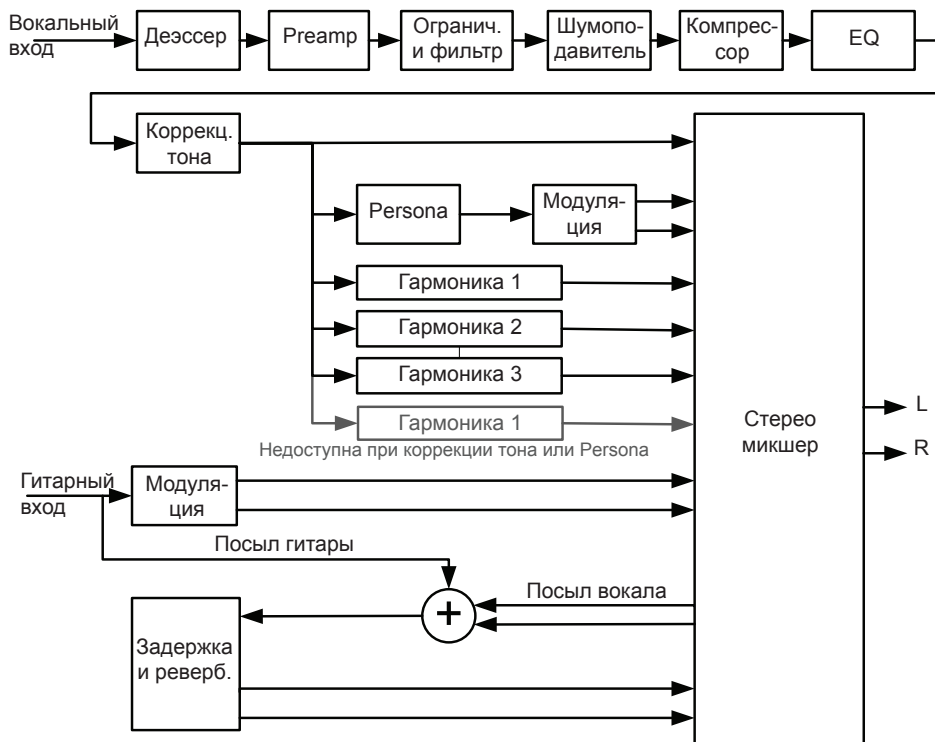 Вокальный
вход
Деэссер
Preamp
Огранич.
и фильтр
Шумопо-
давитель
Компрес-
сор
EQ
Коррекц.
тона
Persona
Модуля-
ция
Гармоника 1
Гармоника 2
Гармоника 3
Гармоника 1
Недоступна при коррекции тона или Persona
Стерео
микшер
L
R
Гитарный
вход
Модуля-
ция
Посыл гитары
Посыл вокала
+
Задержка
и реверб.